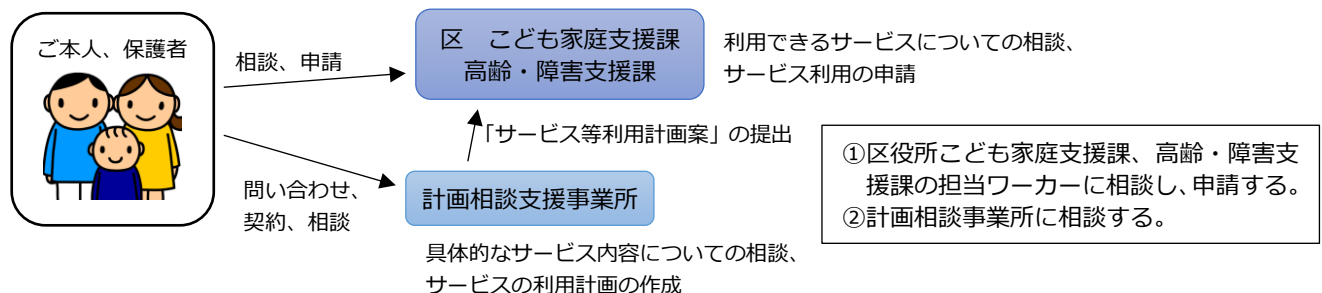 ご本人、保護者
相談、申請
区　こども家庭支援課
高齢・障害支援課
利用できるサービスについての相談、
サービス利用の申請
「サービス等利用計画案」の提出
問い合わせ、
契約、相談
計画相談支援事業所
具体的なサービス内容についての相談、
サービスの利用計画の作成
①区役所こども家庭支援課、高齢・障害支
援課の担当ワーカーに相談し、申請する。
②計画相談事業所に相談する。